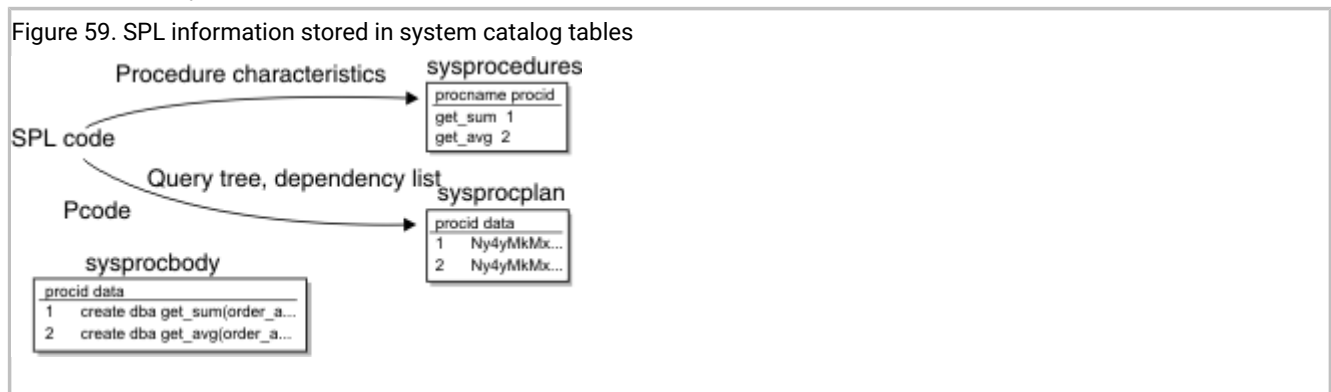 Figure 59. SPL information stored in system catalog tables
Procedure characteristics
sysprocedures
procname procid
get_sum 1
get_avg 2
SPL code
Query tree, dependency list
sysprocplan
Pcode
procid data
1 Ny4yMkMx...
2 Ny4yMkMx...
sysprocbody
procid data
1 create dba get_sum(order_a...
2 create dba get_avg(order_a...